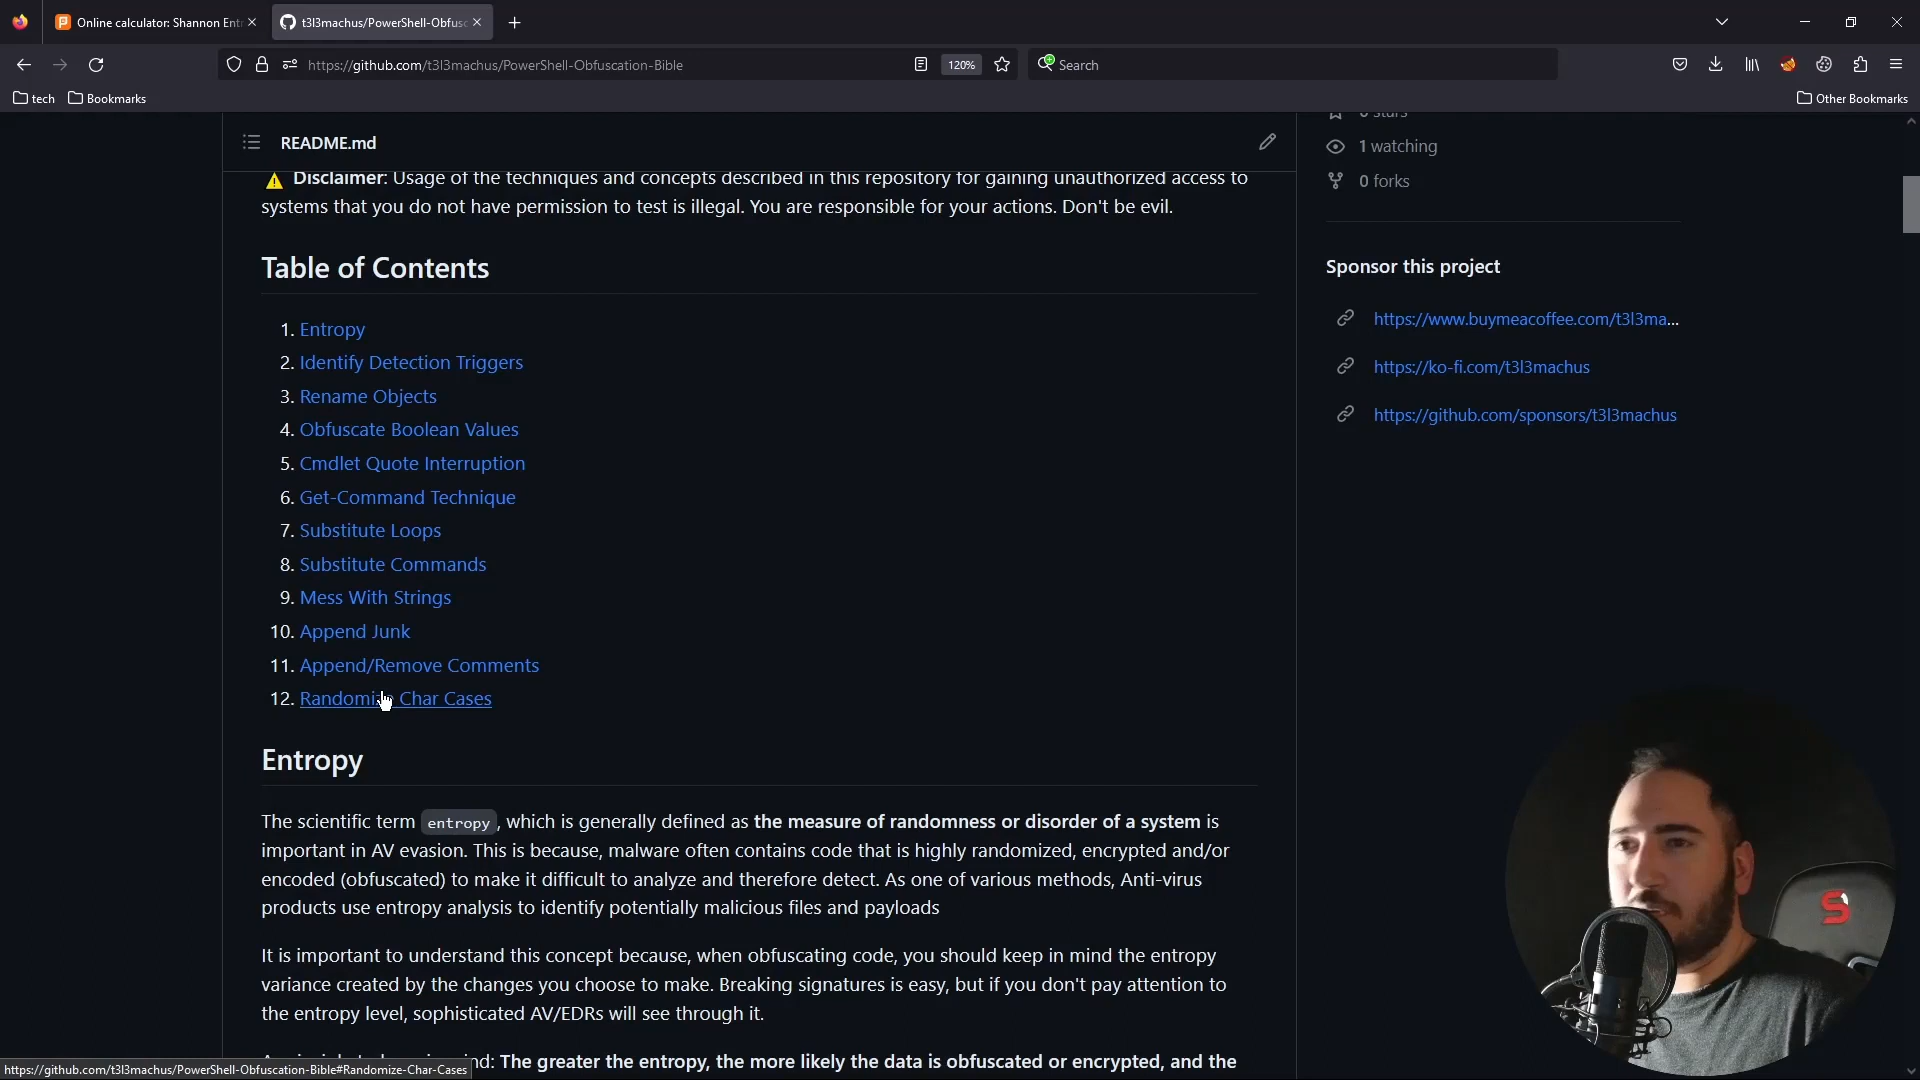 Online calculator: Shannon Ent
t3l3machus/PowerShell-Obfusc
https://github.com/t3l3machus/PowerShell-Obfuscation-Bible
120%
Search
tech
Bookmarks
Other Bookmarks
README.md
0 stars
1 watching
0 forks
⚠ Disclaimer: Usage of the techniques and concepts described in this repository for gaining unauthorized access to
systems that you do not have permission to test is illegal. You are responsible for your actions. Don't be evil.
Table of Contents
1. Entropy
2. Identify Detection Triggers
3. Rename Objects
4. Obfuscate Boolean Values
5. Cmdlet Quote Interruption
6. Get-Command Technique
7. Substitute Loops
8. Substitute Commands
9. Mess With Strings
10. Append Junk
11. Append/Remove Comments
12. Randomize Char Cases
Sponsor this project
https://www.buymeacoffee.com/t3l3ma...
https://ko-fi.com/t3l3machus
https://github.com/sponsors/t3l3machus
Entropy
The scientific term entropy, which is generally defined as the measure of randomness or disorder of a system is
important in AV evasion. This is because, malware often contains code that is highly randomized, encrypted and/or
encoded (obfuscated) to make it difficult to analyze and therefore detect. As one of various methods, Anti-virus
products use entropy analysis to identify potentially malicious files and payloads
It is important to understand this concept because, when obfuscating code, you should keep in mind the entropy
variance created by the changes you choose to make. Breaking signatures is easy, but if you don't pay attention to
the entropy level, sophisticated AV/EDRs will see through it.
nd: The greater the entropy, the more likely the data is obfuscated or encrypted, and the
https://github.com/t3l3machus/PowerShell-Obfuscation-Bible#Randomize-Char-Cases